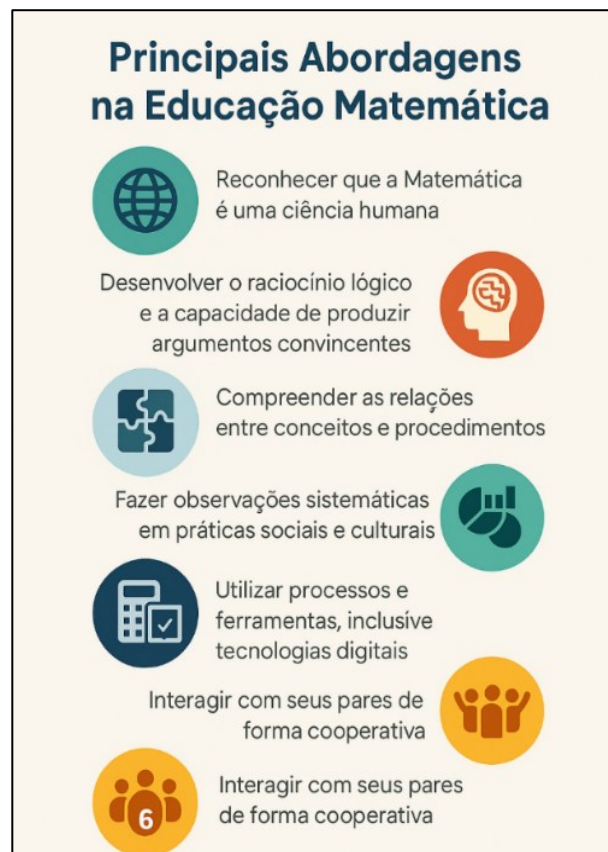 Principais Abordagens
na Educação Matemática
Reconhecer que a Matemática
é uma ciência humana
Desenvolver o raciocínio lógico
e a capacidade de produzir
argumentos convincentes
Compreender as relações
entre conceitos e procedimentos
Fazer observações sistemáticas
em práticas sociais e culturais
Utilizar processos e
ferramentas, inclusíve
tecnologias digitais
Interagir com seus pares de
forma cooperativa
6
Interagir com seus pares
de forma cooperativa